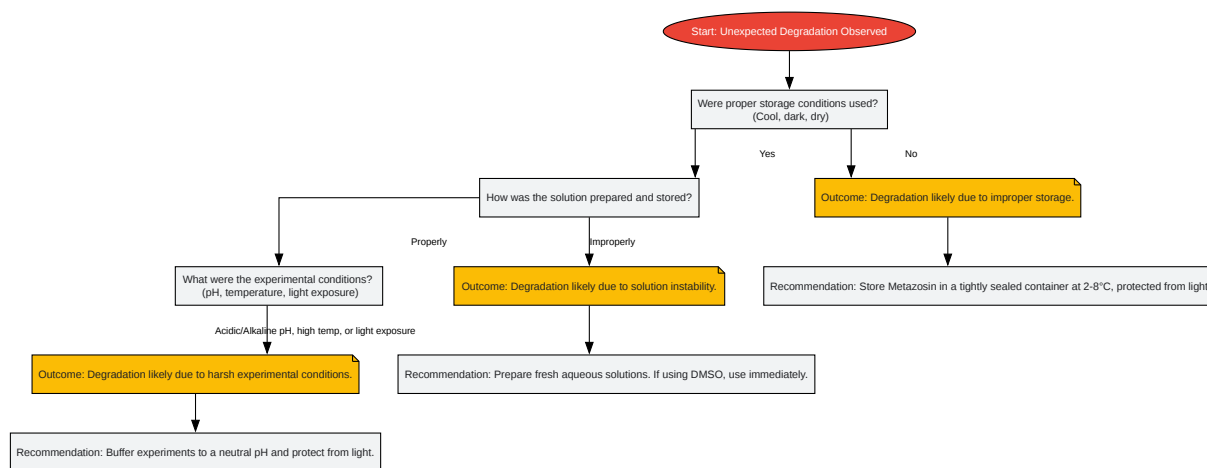 Start: Unexpected Degradation Observed
Were proper storage conditions used?
(Cool, dark, dry)
Yes
No
How was the solution prepared and stored?
Outcome: Degradation likely due to improper storage.
Properly
Improperly
What were the experimental conditions?
(pH, temperature, light exposure)
Outcome: Degradation likely due to solution instability.
Recommendation: Store Metazosin in a tightly sealed container at 2-8°C, protected from light
Acidic/Alkaline pH, high temp, or light exposure
Outcome: Degradation likely due to harsh experimental conditions.
Recommendation: Prepare fresh aqueous solutions. If using DMSO, use immediately.
Recommendation: Buffer experiments to a neutral pH and protect from light.